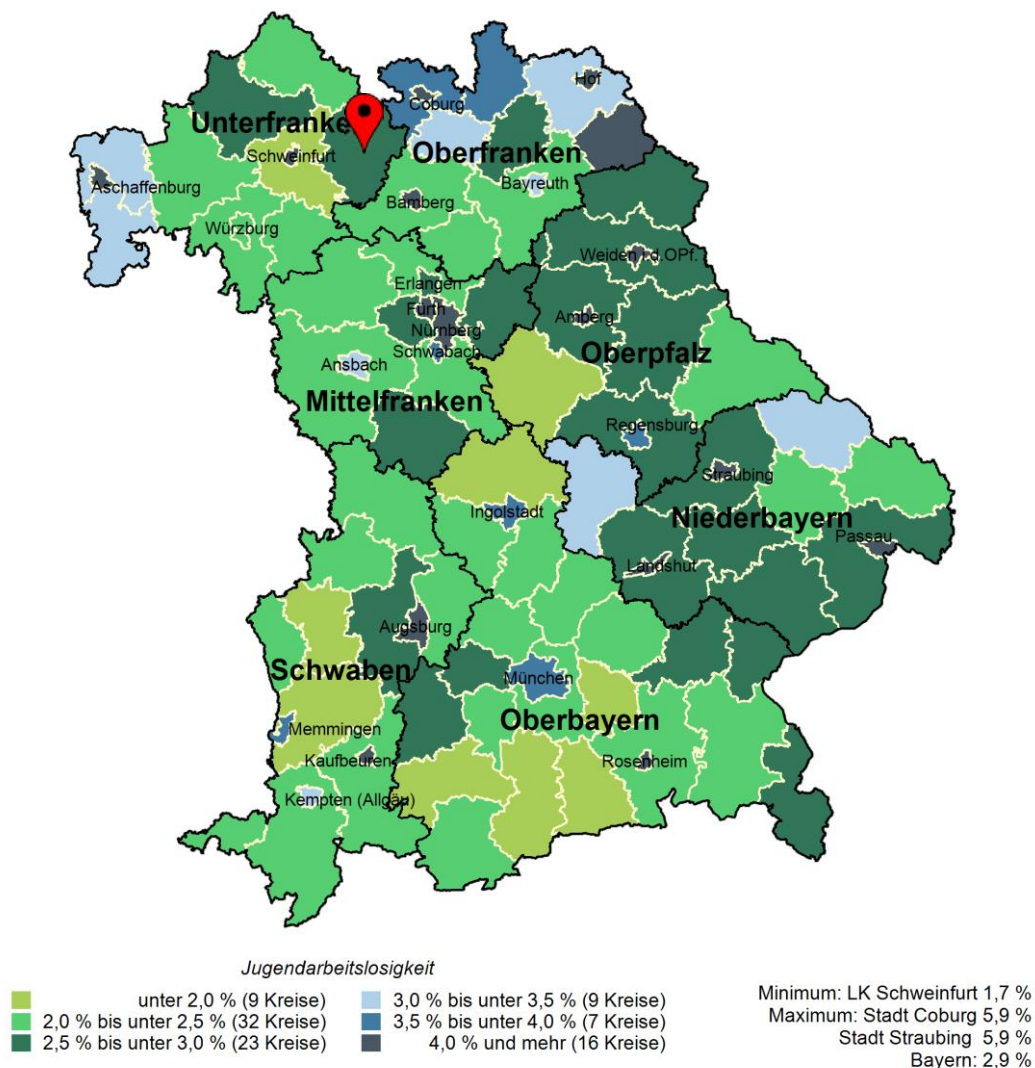 Hof
Coburg
Unterfranke
Schweinfurt
Oberfranken
Aschaffenburg
Bayreuth
Bamberg
Würzburg
Weiden i.d.OPf.
Erlangen
Fürth
Amberg
Nürnberg
Schwabach
Oberpfalz
Ansbach
Mittelfranken
Regensburg
Straubing
Ingolstadt
Niederbayern
Passau
Landshut
Augsburg
Schwaben
München
Oberbayern
Memmingen
Kaufbeuren
Rosenheim
Kempten (Allgäu)
Jugendarbeitslosigkeit
unter 2,0 % (9 Kreise)
2,0 % bis unter 2,5 % (32 Kreise)
2,5 % bis unter 3,0 % (23 Kreise)
3,0 % bis unter 3,5 % (9 Kreise)
3,5 % bis unter 4,0 % (7 Kreise)
4,0 % und mehr (16 Kreise)
Minimum: LK Schweinfurt 1,7 %
Maximum: Stadt Coburg 5,9 %
Stadt Straubing 5,9 %
Bayern: 2,9 %